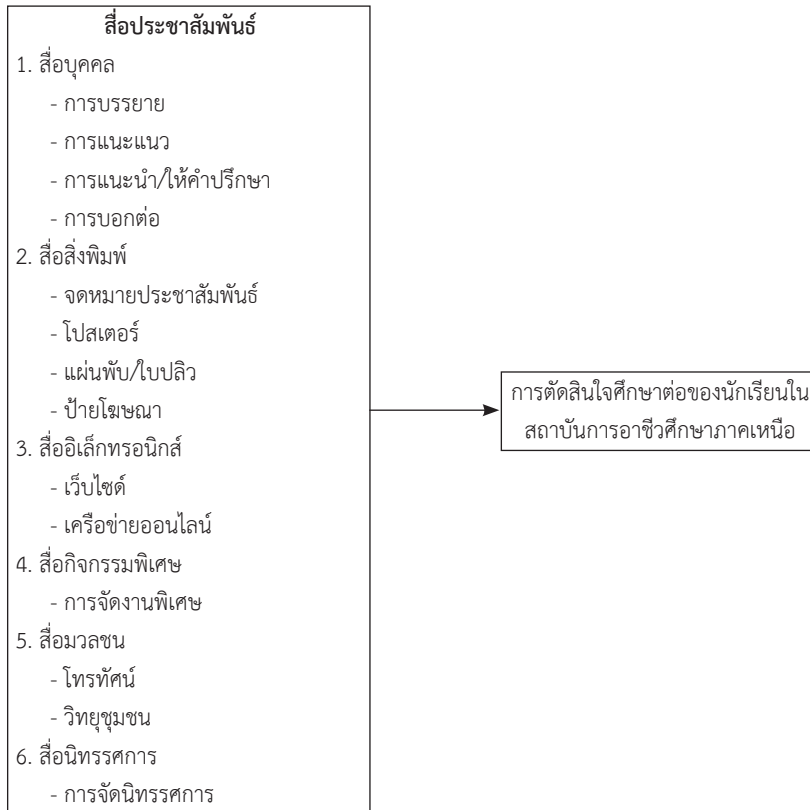 สื่อประชาสัมพันธ์
1. สื่อบุคคล
- การบรรยาย
- การแนะแนว
- การแนะนำ/ให้คำปรึกษา
- การบอกต่อ
2. สื่อสิ่งพิมพ์
- จดหมายประชาสัมพันธ์
- โปสเตอร์
- แผ่นพับ/ใบปลิว
- ป้ายโฆษณา
3. สื่ออิเล็กทรอนิกส์
- เว็บไซด์
- เครือข่ายออนไลน์
4. สื่อกิจกรรมพิเศษ
- การจัดงานพิเศษ
5. สื่อมวลชน
- โทรทัศน์
- วิทยุชุมชน
6. สื่อนิทรรศการ
- การจัดนิทรรศการ
การตัดสินใจศึกษาต่อของนักเรียนใน
สถาบันการอาชีวศึกษาภาคเหนือ